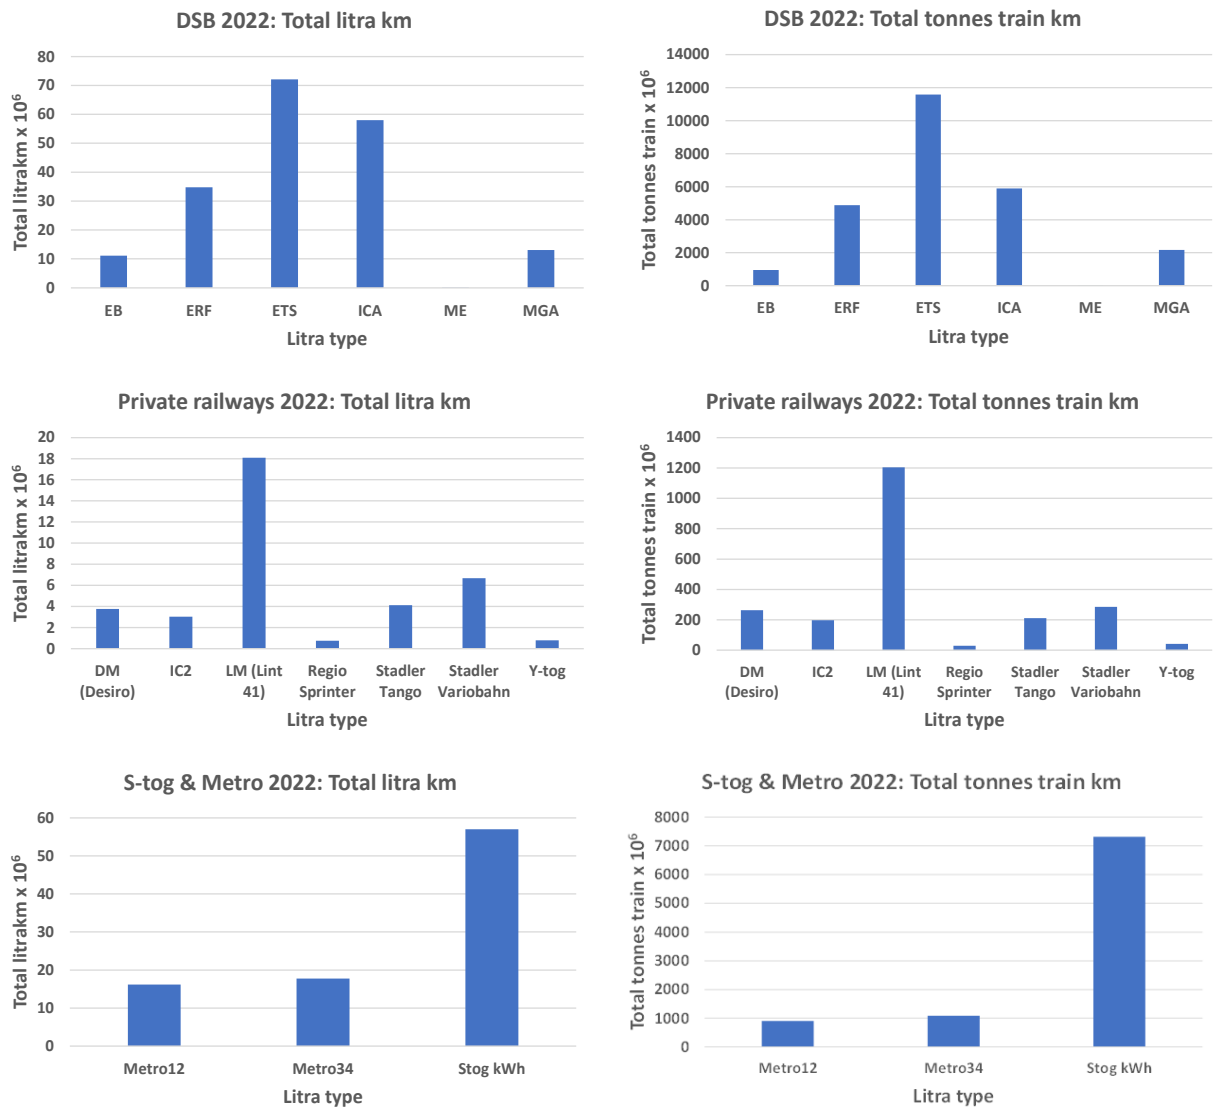 DSB 2022: Total litra km
Total litrakm x 10⁶
80
70
60
50
40
30
20
10
0
EB ERF ETS ICA ME MGA
Litra type
DSB 2022: Total tonnes train km
Total tonnes train x 10⁶
14000
12000
10000
8000
6000
4000
2000
0
EB ERF ETS ICA ME MGA
Litra type
Private railways 2022: Total litra km
Total litrakm x 10⁶
20
18
16
14
12
10
8
6
4
2
0
DM IC2 LM (Lint Regio Stadler Stadler Y-tog
(Desiro) 41) Sprinter Tango Variobahn
Litra type
Private railways 2022: Total tonnes train km
Total tonnes train x 10⁶
1400
1200
1000
800
600
400
200
0
DM IC2 LM (Lint Regio Stadler Stadler Y-tog
(Desiro) 41) Sprinter Tango Variobahn
Litra type
S-tog & Metro 2022: Total litra km
Total litrakm x 10⁶
60
50
40
30
20
10
0
Metro12 Metro34 Stog kWh
Litra type
S-tog & Metro 2022: Total tonnes train km
Total tonnes train x 10⁶
8000
7000
6000
5000
4000
3000
2000
1000
0
Metro12 Metro34 Stog kWh
Litra type